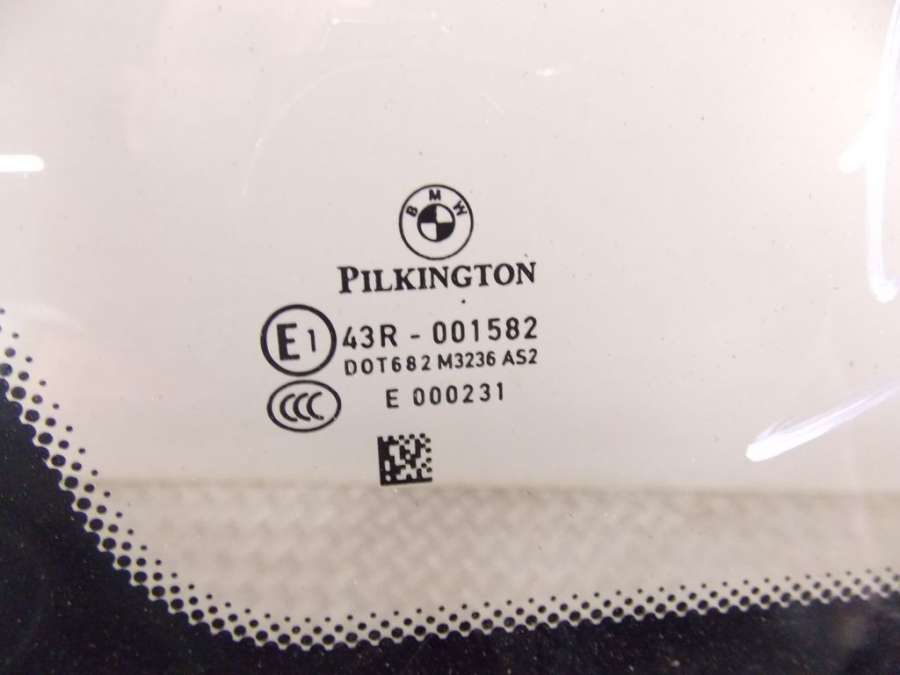 BMW
PILKINGTON
E1 43R - 001582
DOT682 M3236 AS2
CCC E 000231